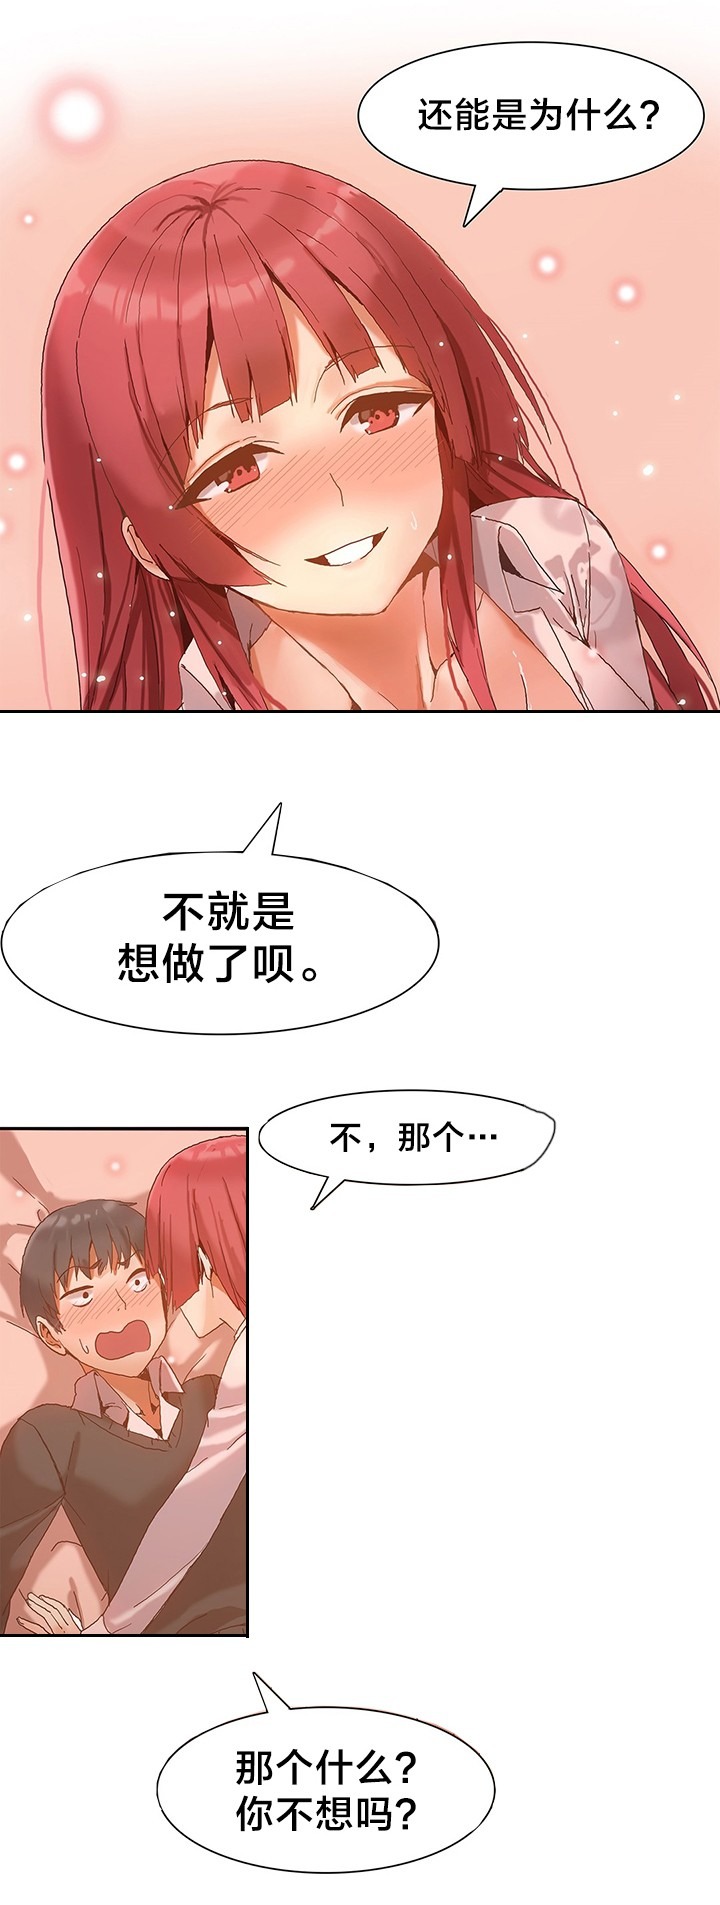 还能是为什么？
不就是
想做了呗。
不，那个…
那个什么？
你不想吗？